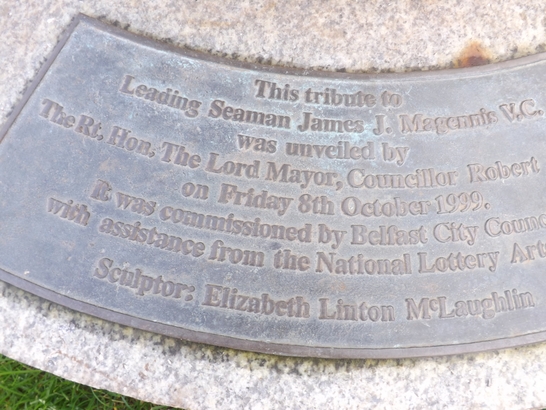 This tribute to
Leading Seaman James J. Magennis V.C.
was unveiled by
The Rt, Hon, The Lord Mayor, Councillor Robert
on Friday 8th October 1999.
it was commissioned by Belfast City Counc
with assistance from the National Lottery Arts
Sculptor: Elizabeth Linton McLaughlin